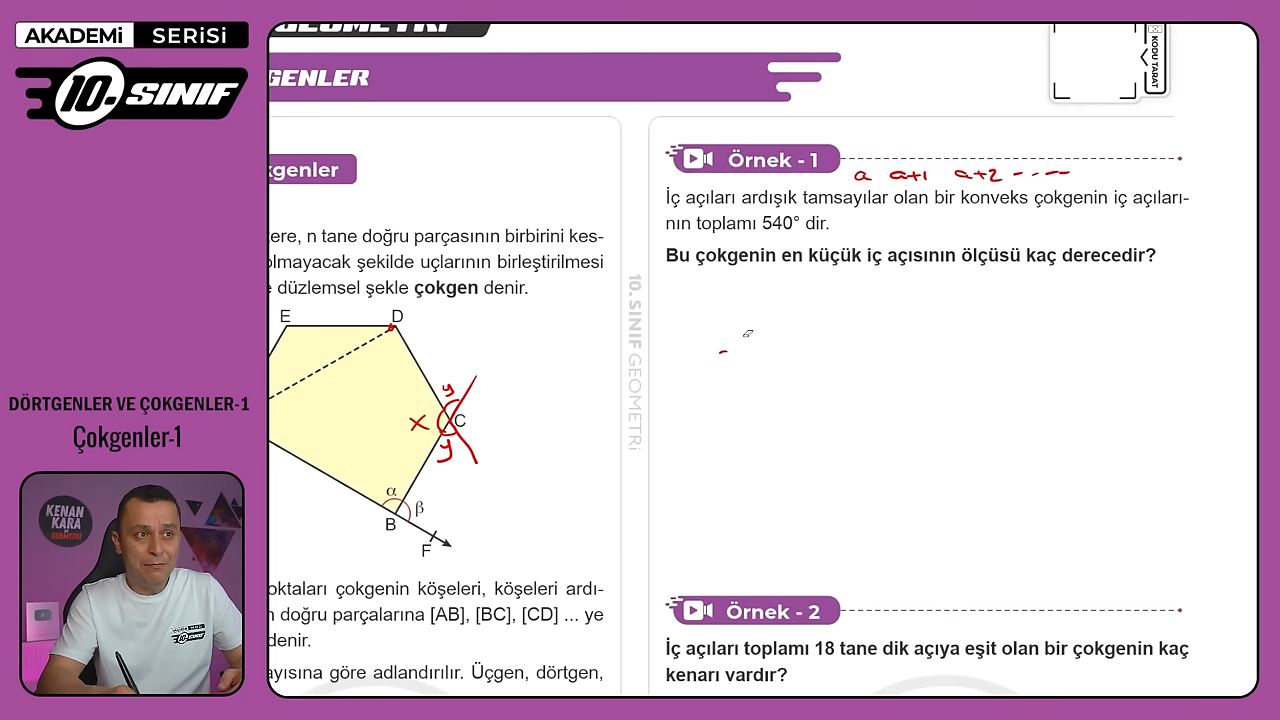 AKADEMİ SERİSİ
10. SINIF
DÖRTGENLER VE ÇOKGENLER-1
Çokgenler-1
KENAN
KARA
GEOMETRİ
10. SINIF
GEOMETRİ
GENLER
kgenler
ere, n tane doğru parçasının birbirini kes-
olmayacak şekilde uçlarının birleştirilmesi
e düzlemsel şekle çokgen denir.
E D
y
x C
y
α
β
B
F
oktaları çokgenin köşeleri, köşeleri ardı-
n doğru parçalarına [AB], [BC], [CD] ... ye
denir.
ayısına göre adlandırılır. Üçgen, dörtgen,
10. SINIF GEOMETRİ
KODU TARAT
Örnek - 1
a a+1 a+2 - - - -
İç açıları ardışık tamsayılar olan bir konveks çokgenin iç açıları-
nın toplamı 540° dir.
Bu çokgenin en küçük iç açısının ölçüsü kaç derecedir?
Örnek - 2
İç açıları toplamı 18 tane dik açıya eşit olan bir çokgenin kaç
kenarı vardır?